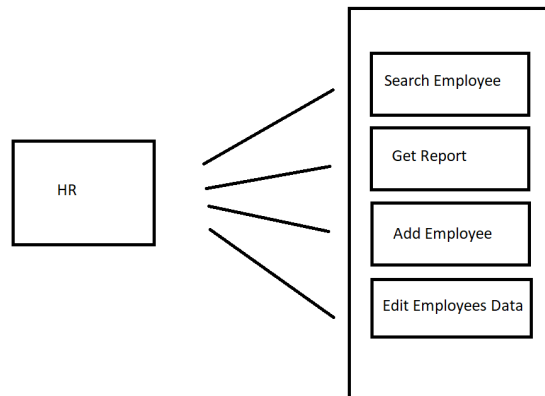 Search Employee
Get Report
HR
Add Employee
Edit Employees Data